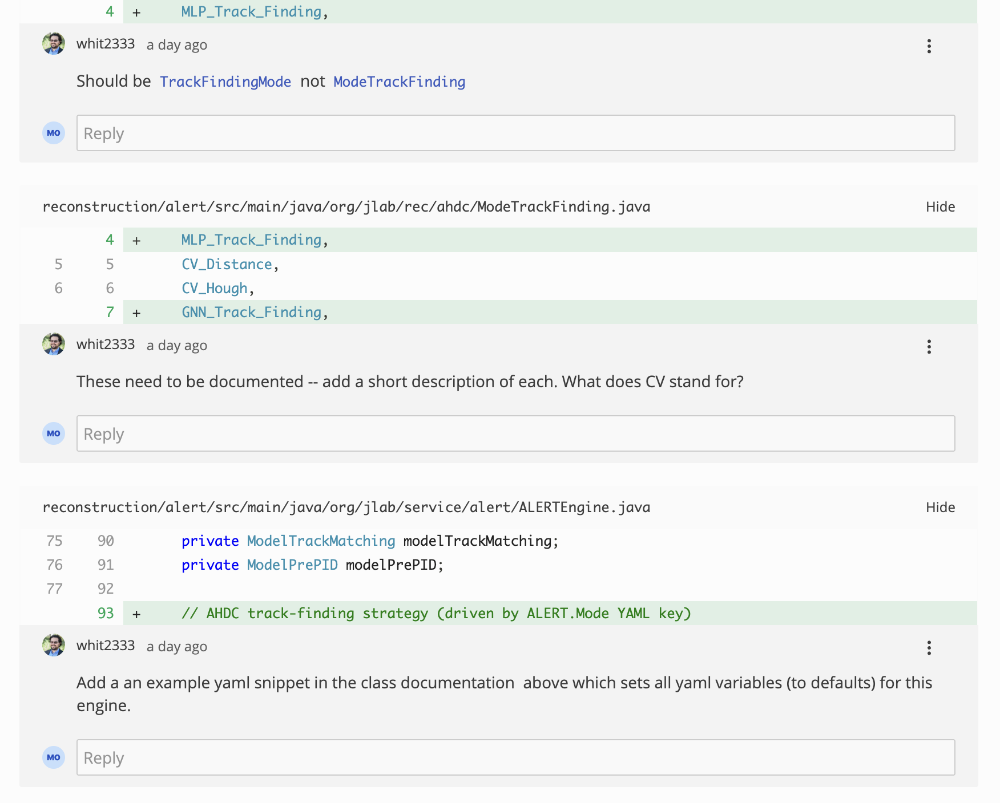 4 + MLP_Track_Finding,
whit2333 a day ago
Should be TrackFindingMode not ModeTrackFinding
MO Reply
reconstruction/alert/src/main/java/org/jlab/rec/ahdc/ModeTrackFinding.java Hide
4 + MLP_Track_Finding,
5 5 CV_Distance,
6 6 CV_Hough,
7 + GNN_Track_Finding,
whit2333 a day ago
These need to be documented -- add a short description of each. What does CV stand for?
MO Reply
reconstruction/alert/src/main/java/org/jlab/service/alert/ALERTEngine.java Hide
75 90 private ModelTrackMatching modelTrackMatching;
76 91 private ModelPrePID modelPrePID;
77 92
93 + // AHDC track-finding strategy (driven by ALERT.Mode YAML key)
whit2333 a day ago
Add a an example yaml snippet in the class documentation  above which sets all yaml variables (to defaults) for this
engine.
MO Reply